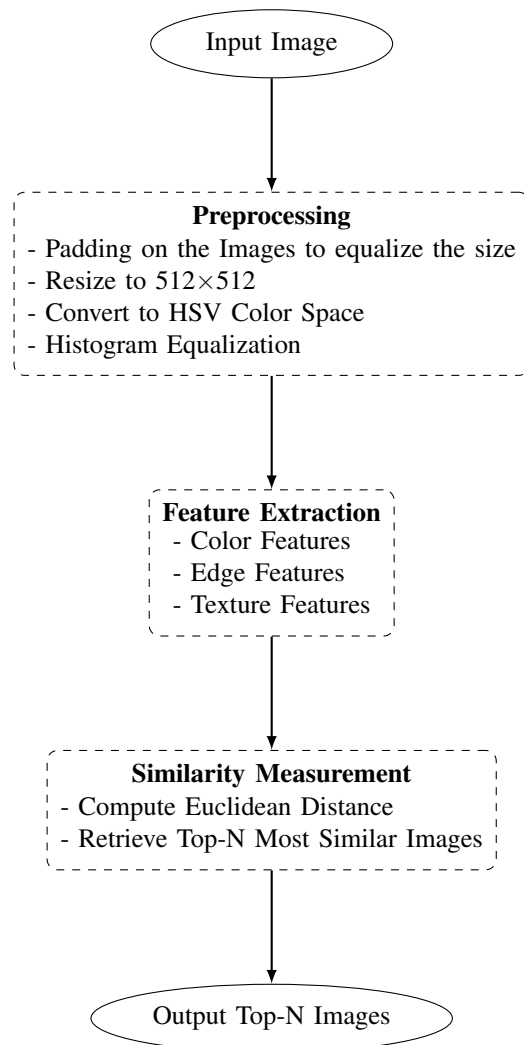 Input Image
Preprocessing
- Padding on the Images to equalize the size
- Resize to 512×512
- Convert to HSV Color Space
- Histogram Equalization
Feature Extraction
- Color Features
- Edge Features
- Texture Features
Similarity Measurement
- Compute Euclidean Distance
- Retrieve Top-N Most Similar Images
Output Top-N Images